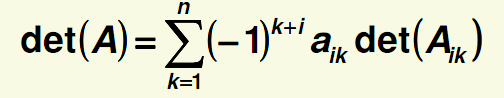 det(A) = ∑_{k=1}^{n} (−1)^{k+i} a_{ik} det(A_{ik})